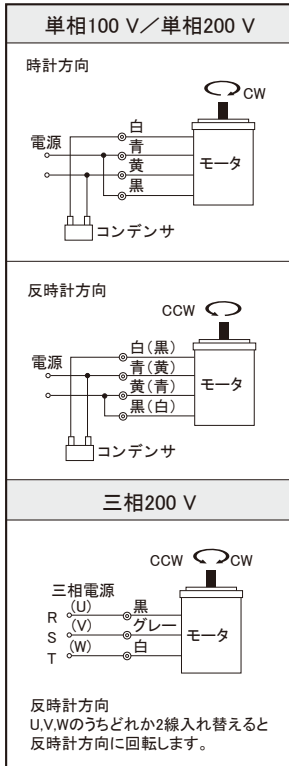 単相100 V／単相200 V
時計方向
CW
白
電源
青
黄
モータ
黒
コンデンサ
反時計方向
CCW
白（黒）
電源
青（黄）
黄（青）
モータ
黒（白）
コンデンサ
三相200 V
CCW CW
三相電源
R (U) 黒
S (V) グレー モータ
T (W) 白
反時計方向
U,V,Wのうちどれか2線入れ替えると
反時計方向に回転します。